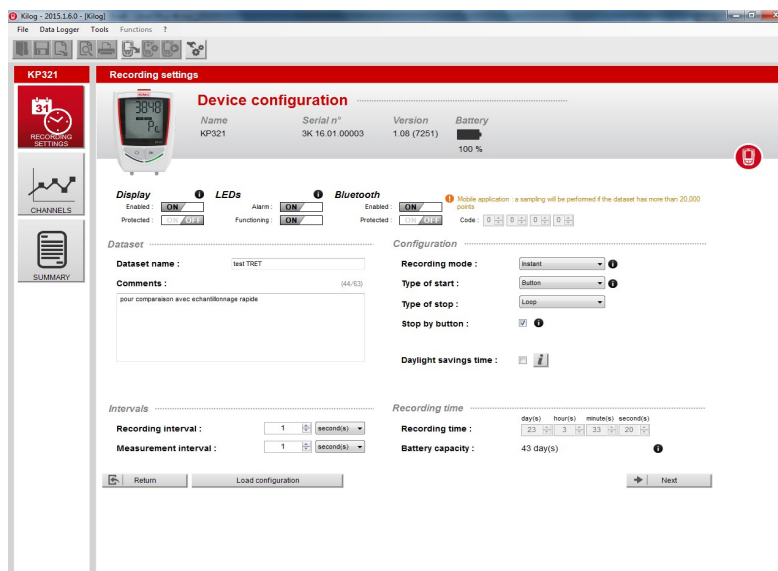 Kilog - 2015.1.6.0 - [Kilog]
File Data Logger Tools Functions ?
KP321
Recording settings
31
RECORDING
SETTINGS
CHANNELS
SUMMARY
KIMO
3848
Device configuration
Name Serial n° Version Battery
KP321 3K 16.01.00003 1.08 (7251)
100 %
Display LEDs Bluetooth
Enabled : ON Alarm : ON Enabled : ON
Mobile application : a sampling will be performed if the dataset has more than 20,000
points
Protected : ON OFF Functioning : ON Protected : ON OFF Code : 0 0 0 0
Dataset
Dataset name : test TRET
Comments : (44/63)
pour comparaison avec echantillonnage rapide
Configuration
Recording mode : Instant
Type of start : Button
Type of stop : Loop
Stop by button :
Daylight savings time :
Intervals
Recording interval : 1 second(s)
Measurement interval : 1 second(s)
Recording time
day(s) hour(s) minute(s) second(s)
Recording time : 23 3 33 20
Battery capacity : 43 day(s)
Return Load configuration Next